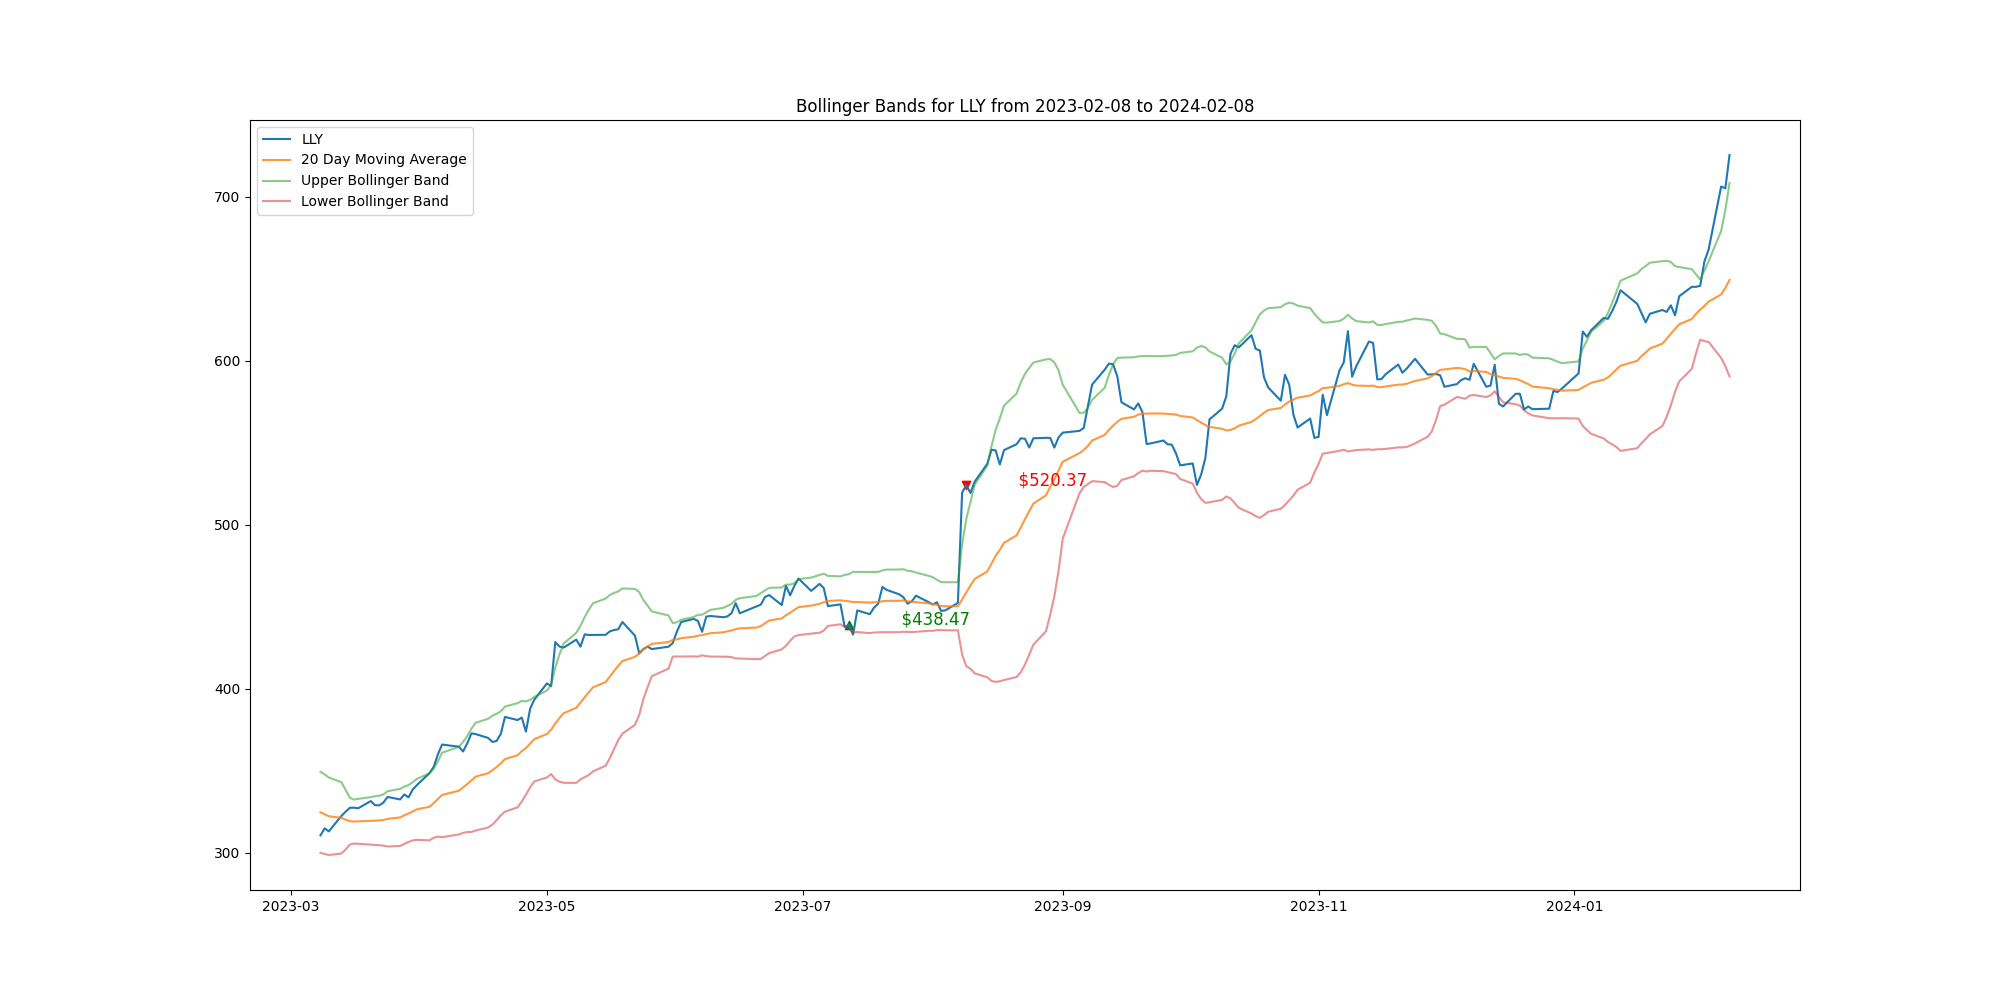 Bollinger Bands for LLY from 2023-02-08 to 2024-02-08
LLY
20 Day Moving Average
Upper Bollinger Band
Lower Bollinger Band
700
600
500
400
300
$520.37
$438.47
2023-03
2023-05
2023-07
2023-09
2023-11
2024-01